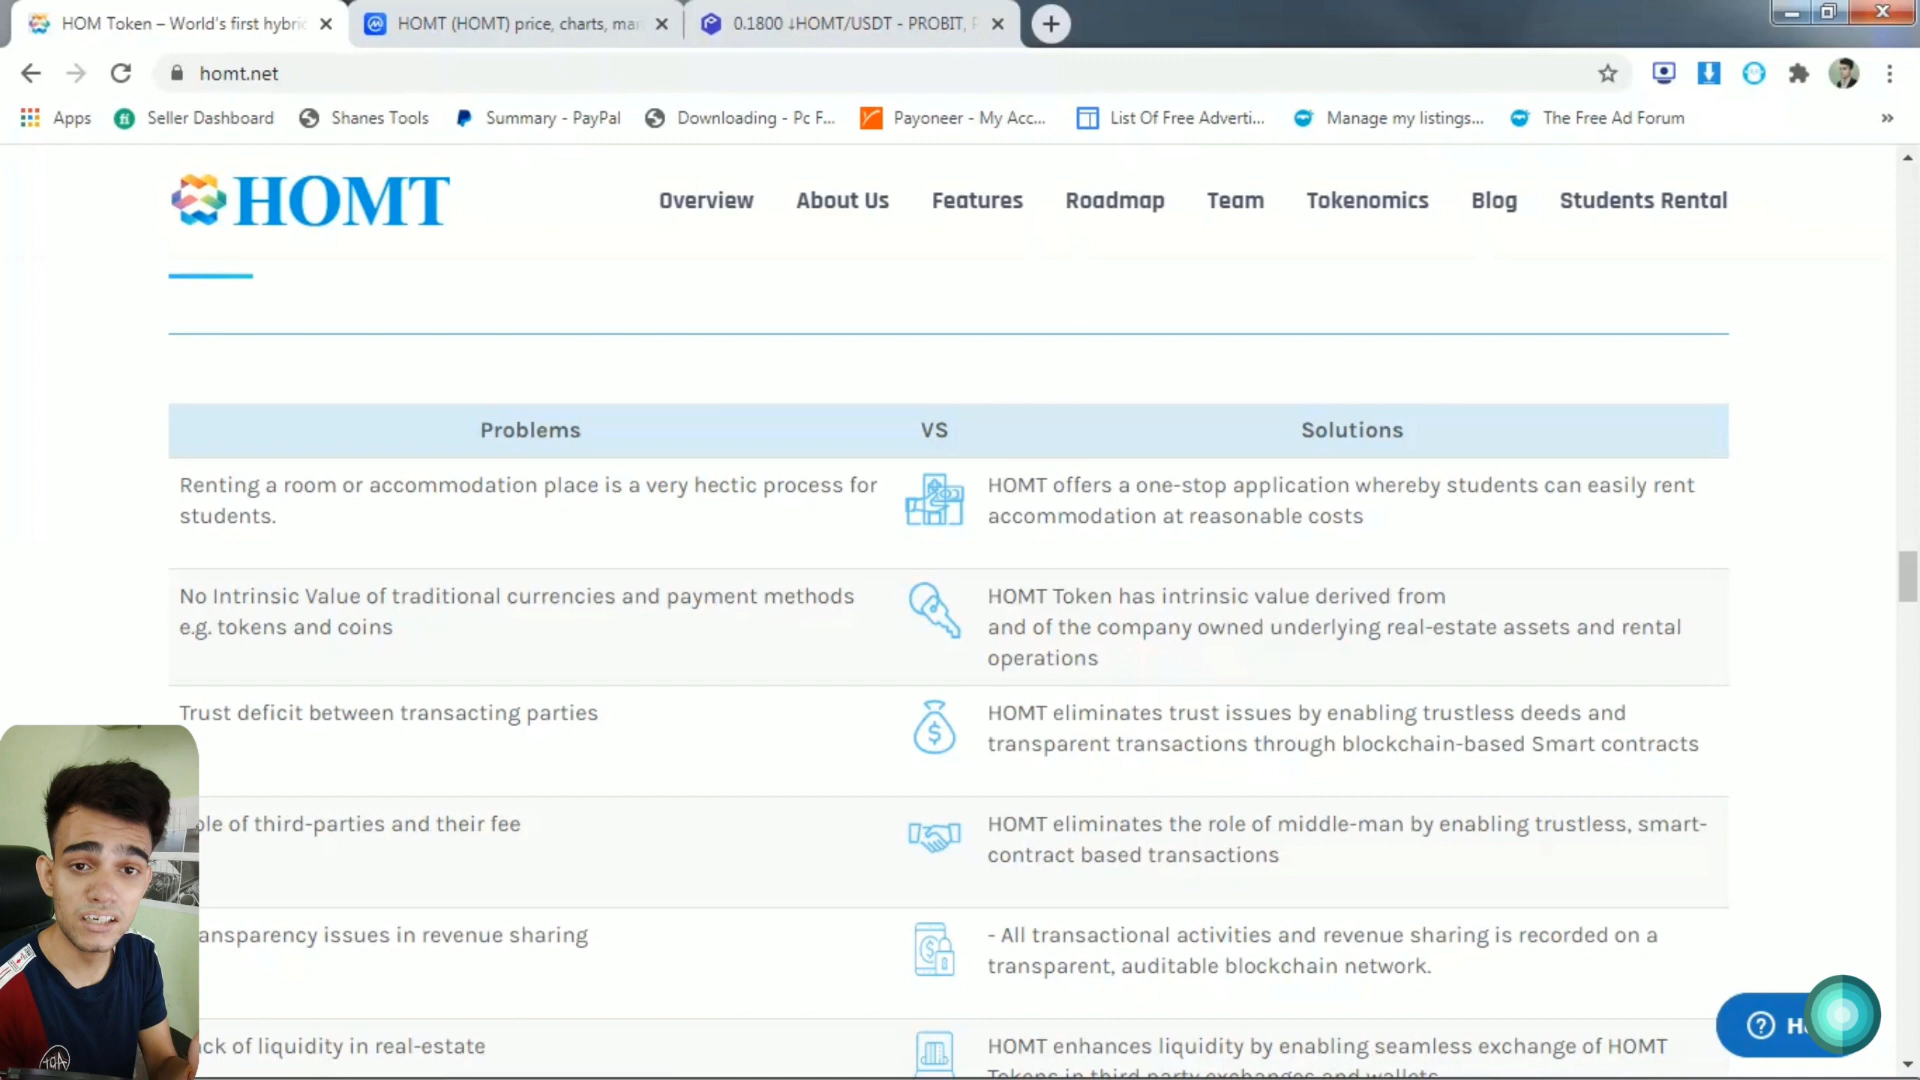 HOM Token – World's first hybri
HOMT (HOMT) price, charts, mar
0.1800 ↓HOMT/USDT - PROBIT,
homt.net
Apps
Seller Dashboard
Shanes Tools
Summary - PayPal
Downloading - Pc F...
Payoneer - My Acc...
List Of Free Adverti...
Manage my listings...
The Free Ad Forum
»
HOMT
Overview
About Us
Features
Roadmap
Team
Tokenomics
Blog
Students Rental
Problems
VS
Solutions
Renting a room or accommodation place is a very hectic process for
students.
HOMT offers a one-stop application whereby students can easily rent
accommodation at reasonable costs
No Intrinsic Value of traditional currencies and payment methods
e.g. tokens and coins
HOMT Token has intrinsic value derived from
and of the company owned underlying real-estate assets and rental
operations
Trust deficit between transacting parties
HOMT eliminates trust issues by enabling trustless deeds and
transparent transactions through blockchain-based Smart contracts
ole of third-parties and their fee
HOMT eliminates the role of middle-man by enabling trustless, smart-
contract based transactions
ansparency issues in revenue sharing
- All transactional activities and revenue sharing is recorded on a
transparent, auditable blockchain network.
ck of liquidity in real-estate
HOMT enhances liquidity by enabling seamless exchange of HOMT
Tokens in third party exchanges and wallets